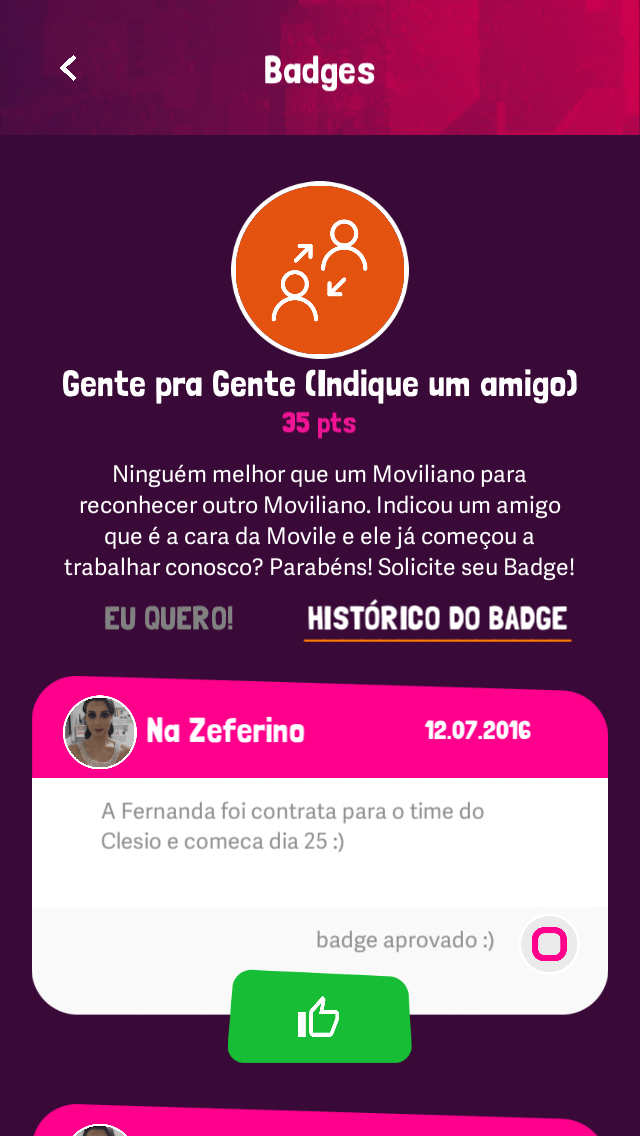 Badges
Gente pra Gente (Indique um amigo)
35 pts
Ninguém melhor que um Moviliano para
reconhecer outro Moviliano. Indicou um amigo
que é a cara da Movile e ele já começou a
trabalhar conosco? Parabéns! Solicite seu Badge!
EU QUERO!
HISTÓRICO DO BADGE
Na Zeferino
12.07.2016
A Fernanda foi contrata para o time do
Clesio e comeca dia 25 :)
badge aprovado :)